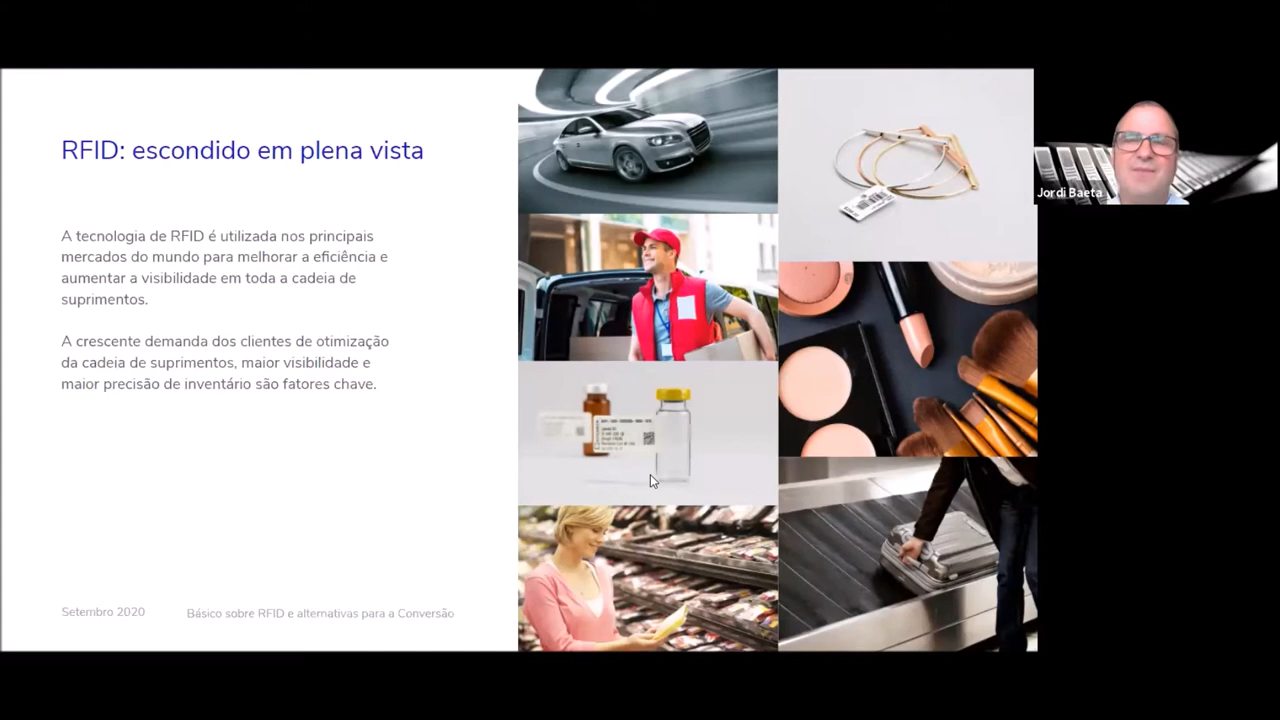 RFID: escondido em plena vista
A tecnologia de RFID é utilizada nos principais
mercados do mundo para melhorar a eficiência e
aumentar a visibilidade em toda a cadeia de
suprimentos.
A crescente demanda dos clientes de otimização
da cadeia de suprimentos, maior visibilidade e
maior precisão de inventário são fatores chave.
Setembro 2020
Básico sobre RFID e alternativas para a Conversão
Jordi Baeta